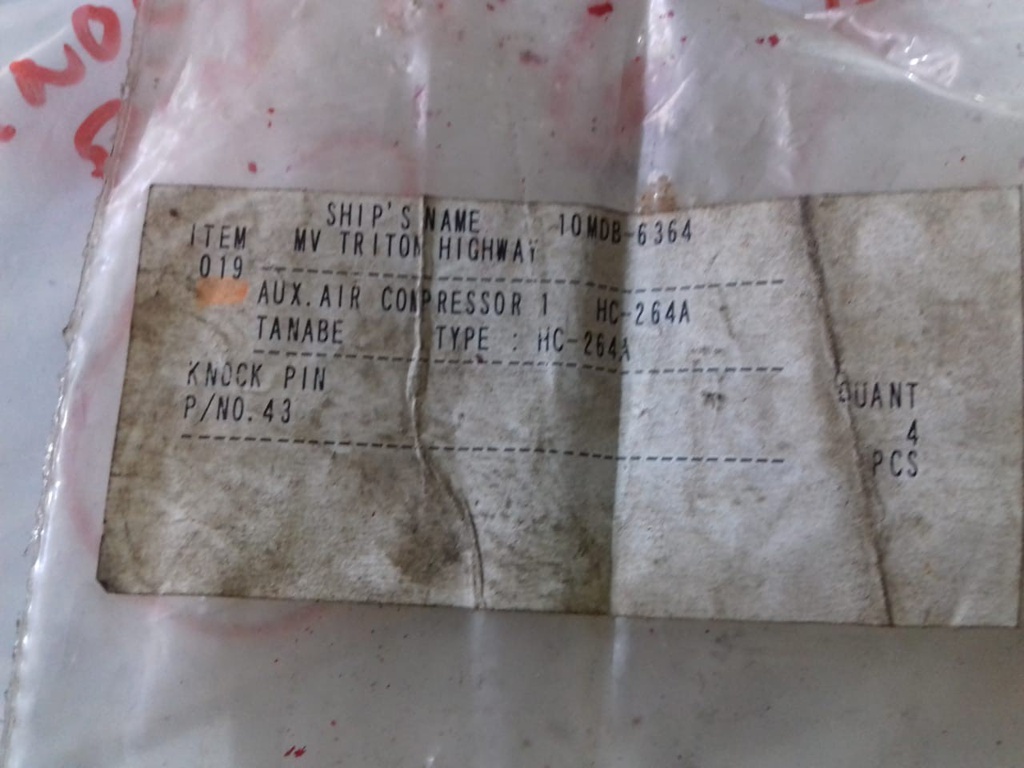 SHIP'S NAME 10MDB-6364
ITEM MV TRITON HIGHWAY
019
AUX.AIR COMPRESSOR 1 HC-264A
TANABE TYPE : HC-264A
KNOCK PIN
P/NO.43
QUANT
4
PCS